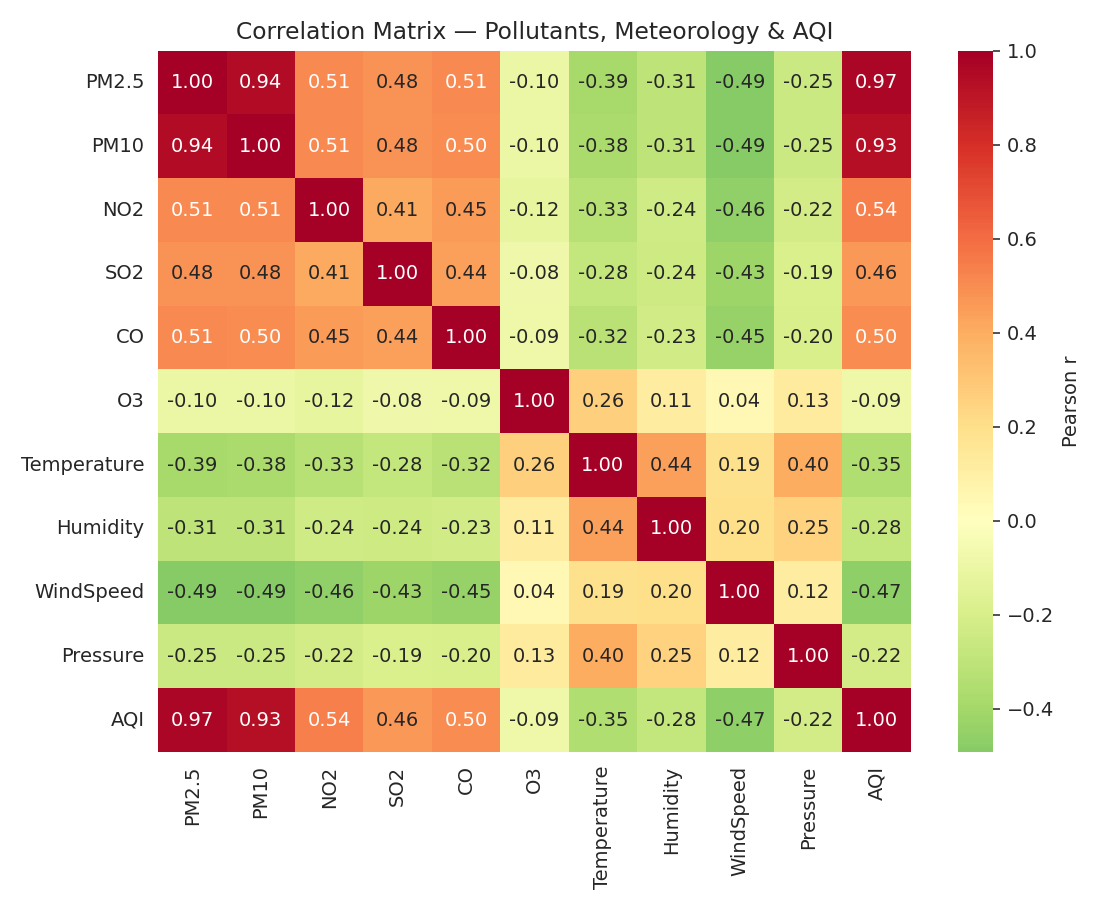 Correlation Matrix — Pollutants, Meteorology & AQI
PM2.5 1.00 0.94 0.51 0.48 0.51 -0.10 -0.39 -0.31 -0.49 -0.25 0.97
PM10 0.94 1.00 0.51 0.48 0.50 -0.10 -0.38 -0.31 -0.49 -0.25 0.93
NO2 0.51 0.51 1.00 0.41 0.45 -0.12 -0.33 -0.24 -0.46 -0.22 0.54
SO2 0.48 0.48 0.41 1.00 0.44 -0.08 -0.28 -0.24 -0.43 -0.19 0.46
CO 0.51 0.50 0.45 0.44 1.00 -0.09 -0.32 -0.23 -0.45 -0.20 0.50
O3 -0.10 -0.10 -0.12 -0.08 -0.09 1.00 0.26 0.11 0.04 0.13 -0.09
Temperature -0.39 -0.38 -0.33 -0.28 -0.32 0.26 1.00 0.44 0.19 0.40 -0.35
Humidity -0.31 -0.31 -0.24 -0.24 -0.23 0.11 0.44 1.00 0.20 0.25 -0.28
WindSpeed -0.49 -0.49 -0.46 -0.43 -0.45 0.04 0.19 0.20 1.00 0.12 -0.47
Pressure -0.25 -0.25 -0.22 -0.19 -0.20 0.13 0.40 0.25 0.12 1.00 -0.22
AQI 0.97 0.93 0.54 0.46 0.50 -0.09 -0.35 -0.28 -0.47 -0.22 1.00
PM2.5 PM10 NO2 SO2 CO O3 Temperature Humidity WindSpeed Pressure AQI
1.0
0.8
0.6
0.4
0.2
0.0
−0.2
−0.4
Pearson r